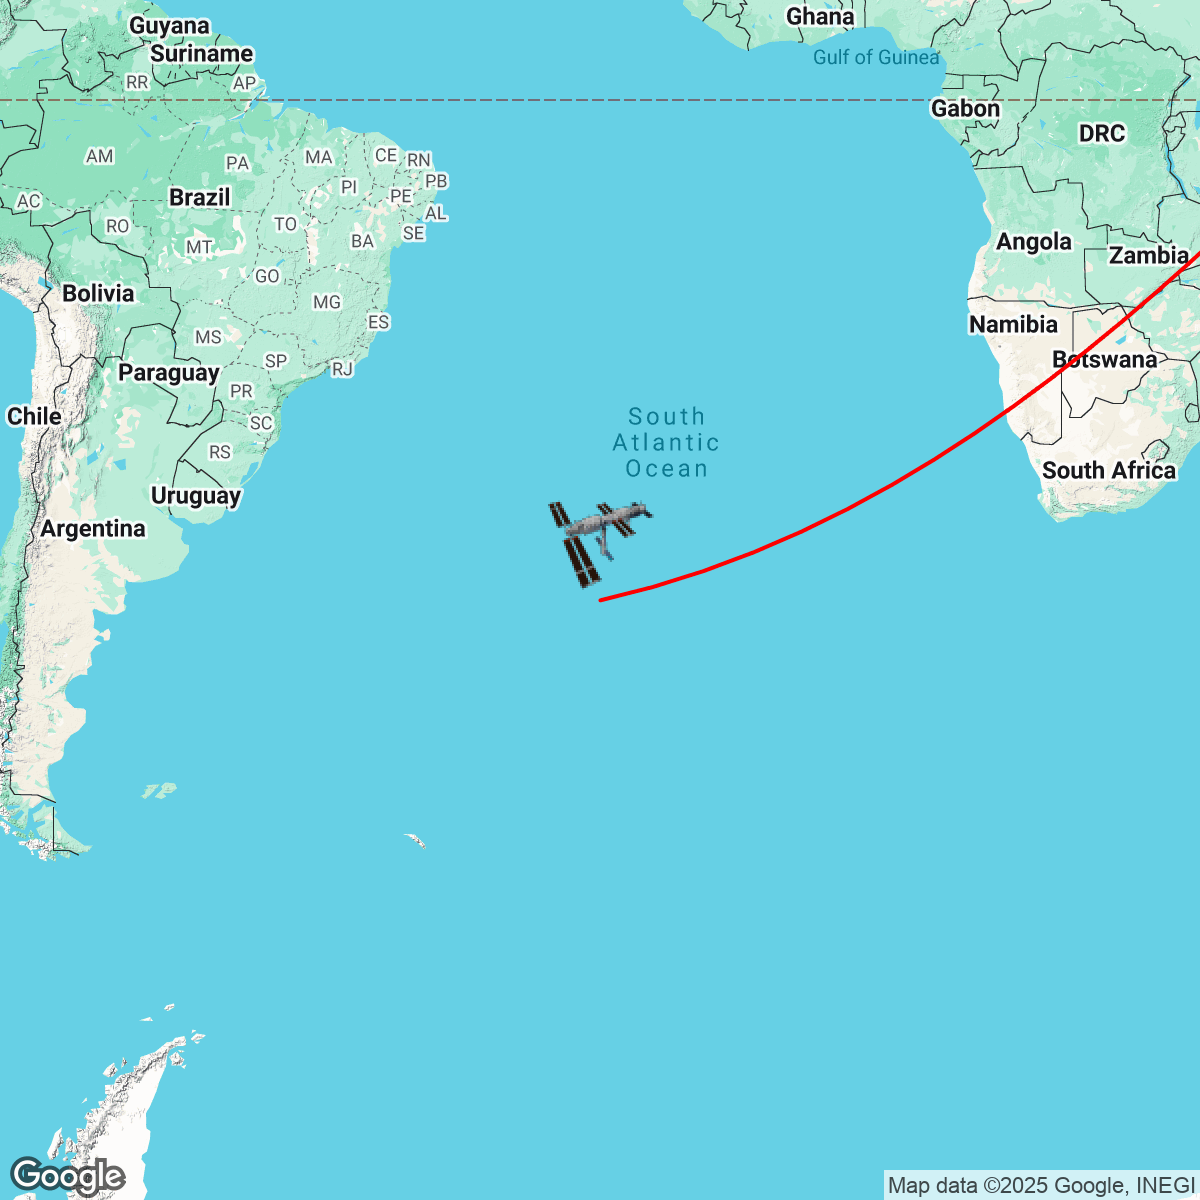 Guyana
Ghana
Suriname
Gulf of Guinea
RR
AP
Gabon
DRC
AM
PA
MA
CE
RN
PI
PB
PE
AC
Brazil
AL
RO
TO
SE
MT
BA
Angola
Zambia
GO
Bolivia
MG
ES
Namibia
MS
SP
RJ
Botswana
Paraguay
PR
Chile
SC
South
Atlantic
Ocean
RS
South Africa
Uruguay
Argentina
Google
Map data ©2025 Google, INEGI